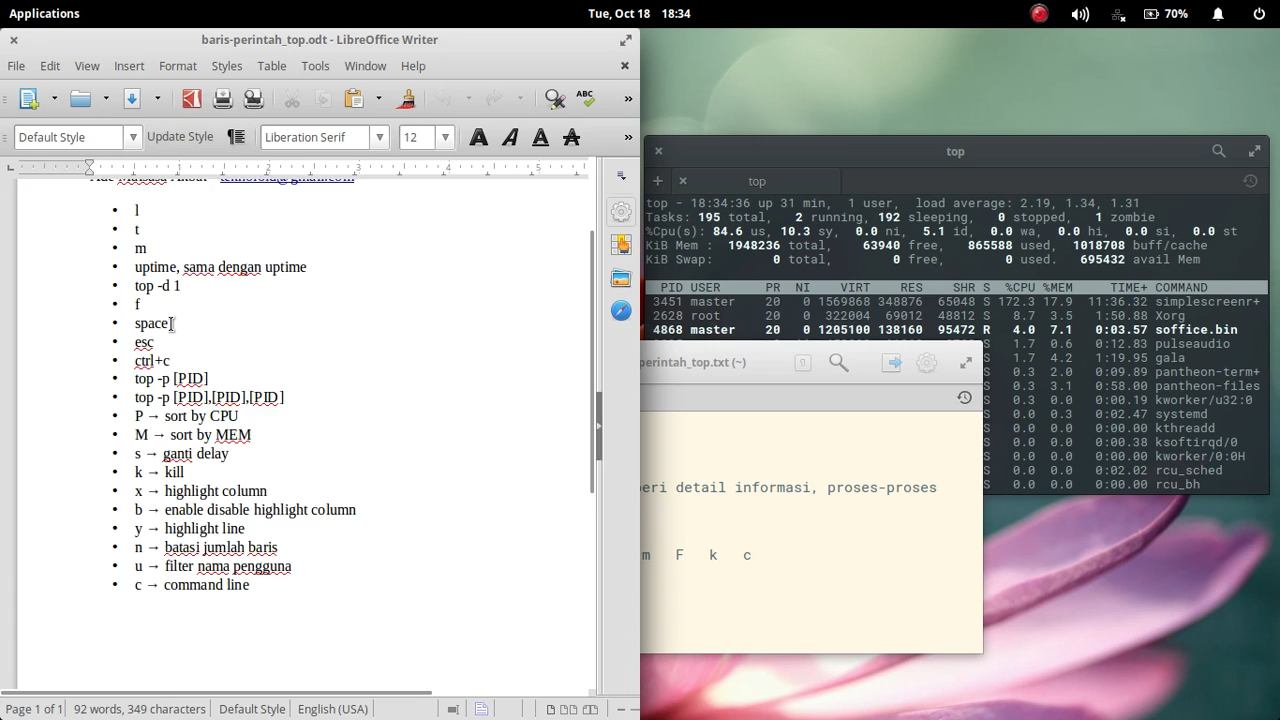 Applications
Tue, Oct 18 18:34
70%
baris-perintah_top.odt - LibreOffice Writer
File Edit View Insert Format Styles Table Tools Window Help
ABC
Default Style
Update Style
Liberation Serif
12
1 2 3 4 5
• l
• t
• m
• uptime, sama dengan uptime
• top -d 1
• f
• space
• esc
• ctrl+c
• top -p [PID]
• top -p [PID],[PID],[PID]
• P → sort by CPU
• M → sort by MEM
• s → ganti delay
• k → kill
• x → highlight column
• b → enable disable highlight column
• y → highlight line
• n → batasi jumlah baris
• u → filter nama pengguna
• c → command line
Page 1 of 1
92 words, 349 characters
Default Style
English (USA)
top
top
top - 18:34:36 up 31 min, 1 user, load average: 2.19, 1.34, 1.31
Tasks: 195 total, 2 running, 192 sleeping, 0 stopped, 1 zombie
%Cpu(s): 84.6 us, 10.3 sy, 0.0 ni, 5.1 id, 0.0 wa, 0.0 hi, 0.0 si, 0.0 st
KiB Mem : 1948236 total, 63940 free, 865588 used, 1018708 buff/cache
KiB Swap: 0 total, 0 free, 0 used. 695432 avail Mem
PID USER PR NI VIRT RES SHR S %CPU %MEM TIME+ COMMAND
3451 master 20 0 1569868 348876 65048 S 172.3 17.9 11:36.32 simplescreenr+
2628 root 20 0 322004 69012 48812 S 8.7 3.5 1:50.88 Xorg
4868 master 20 0 1205100 138160 95472 R 4.0 7.1 0:03.57 soffice.bin
S 1.7 0.6 0:12.83 pulseaudio
S 1.7 4.2 1:19.95 gala
S 0.3 2.0 0:09.89 pantheon-term+
S 0.3 3.1 0:58.00 pantheon-files
S 0.3 0.0 0:00.19 kworker/u32:0
S 0.0 0.3 0:02.47 systemd
S 0.0 0.0 0:00.00 kthreadd
S 0.0 0.0 0:00.38 ksoftirqd/0
S 0.0 0.0 0:00.00 kworker/0:0H
S 0.0 0.0 0:02.02 rcu_sched
S 0.0 0.0 0:00.00 rcu_bh
perintah_top.txt (~)
beri detail informasi, proses-proses
m F k c